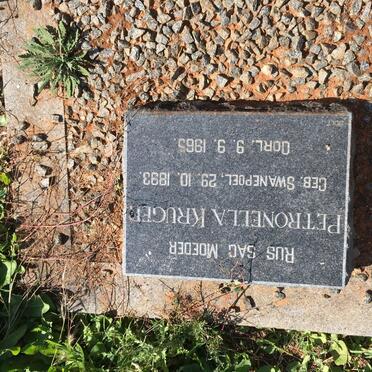 RUS SAG MOEDER
PETRONELLA KRUGER
GEB. SWANEPOEL, 29. 10. 1893.
OORL. 9. 9. 1965